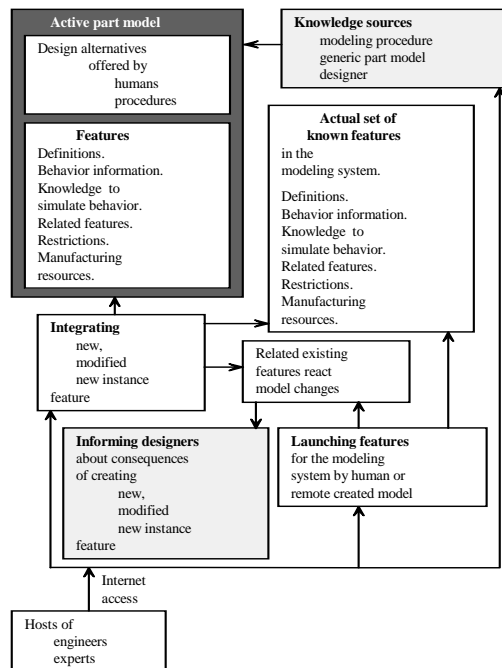 Active part model
Design alternatives
offered by
humans
procedures
Features
Definitions.
Behavior information.
Knowledge to
simulate behavior.
Related features.
Restrictions.
Manufacturing
resources.
Knowledge sources
modeling procedure
generic part model
designer
Actual set of
known features
in the
modeling system.
Definitions.
Behavior information.
Knowledge to
simulate behavior.
Related features.
Restrictions.
Manufacturing
resources.
Integrating
new,
modified
new instance
feature
Related existing
features react
model changes
Informing designers
about consequences
of creating
new,
modified
new instance
feature
Launching features
for the modeling
system by human or
remote created model
Internet
access
Hosts of
engineers
experts